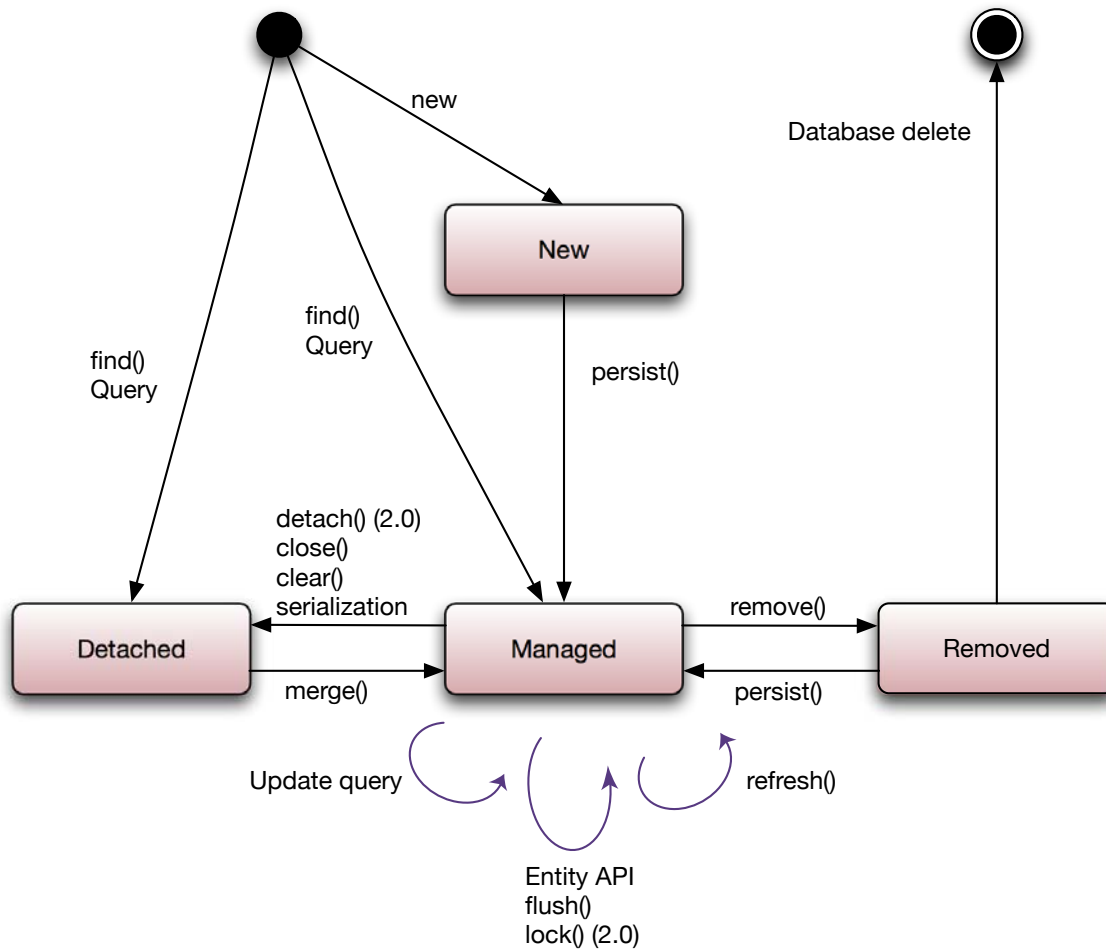 new
Database delete
New
find()
Query
find()
Query
persist()
detach() (2.0)
close()
clear()
serialization
remove()
Detached
Managed
Removed
merge()
persist()
Update query
refresh()
Entity API
flush()
lock() (2.0)